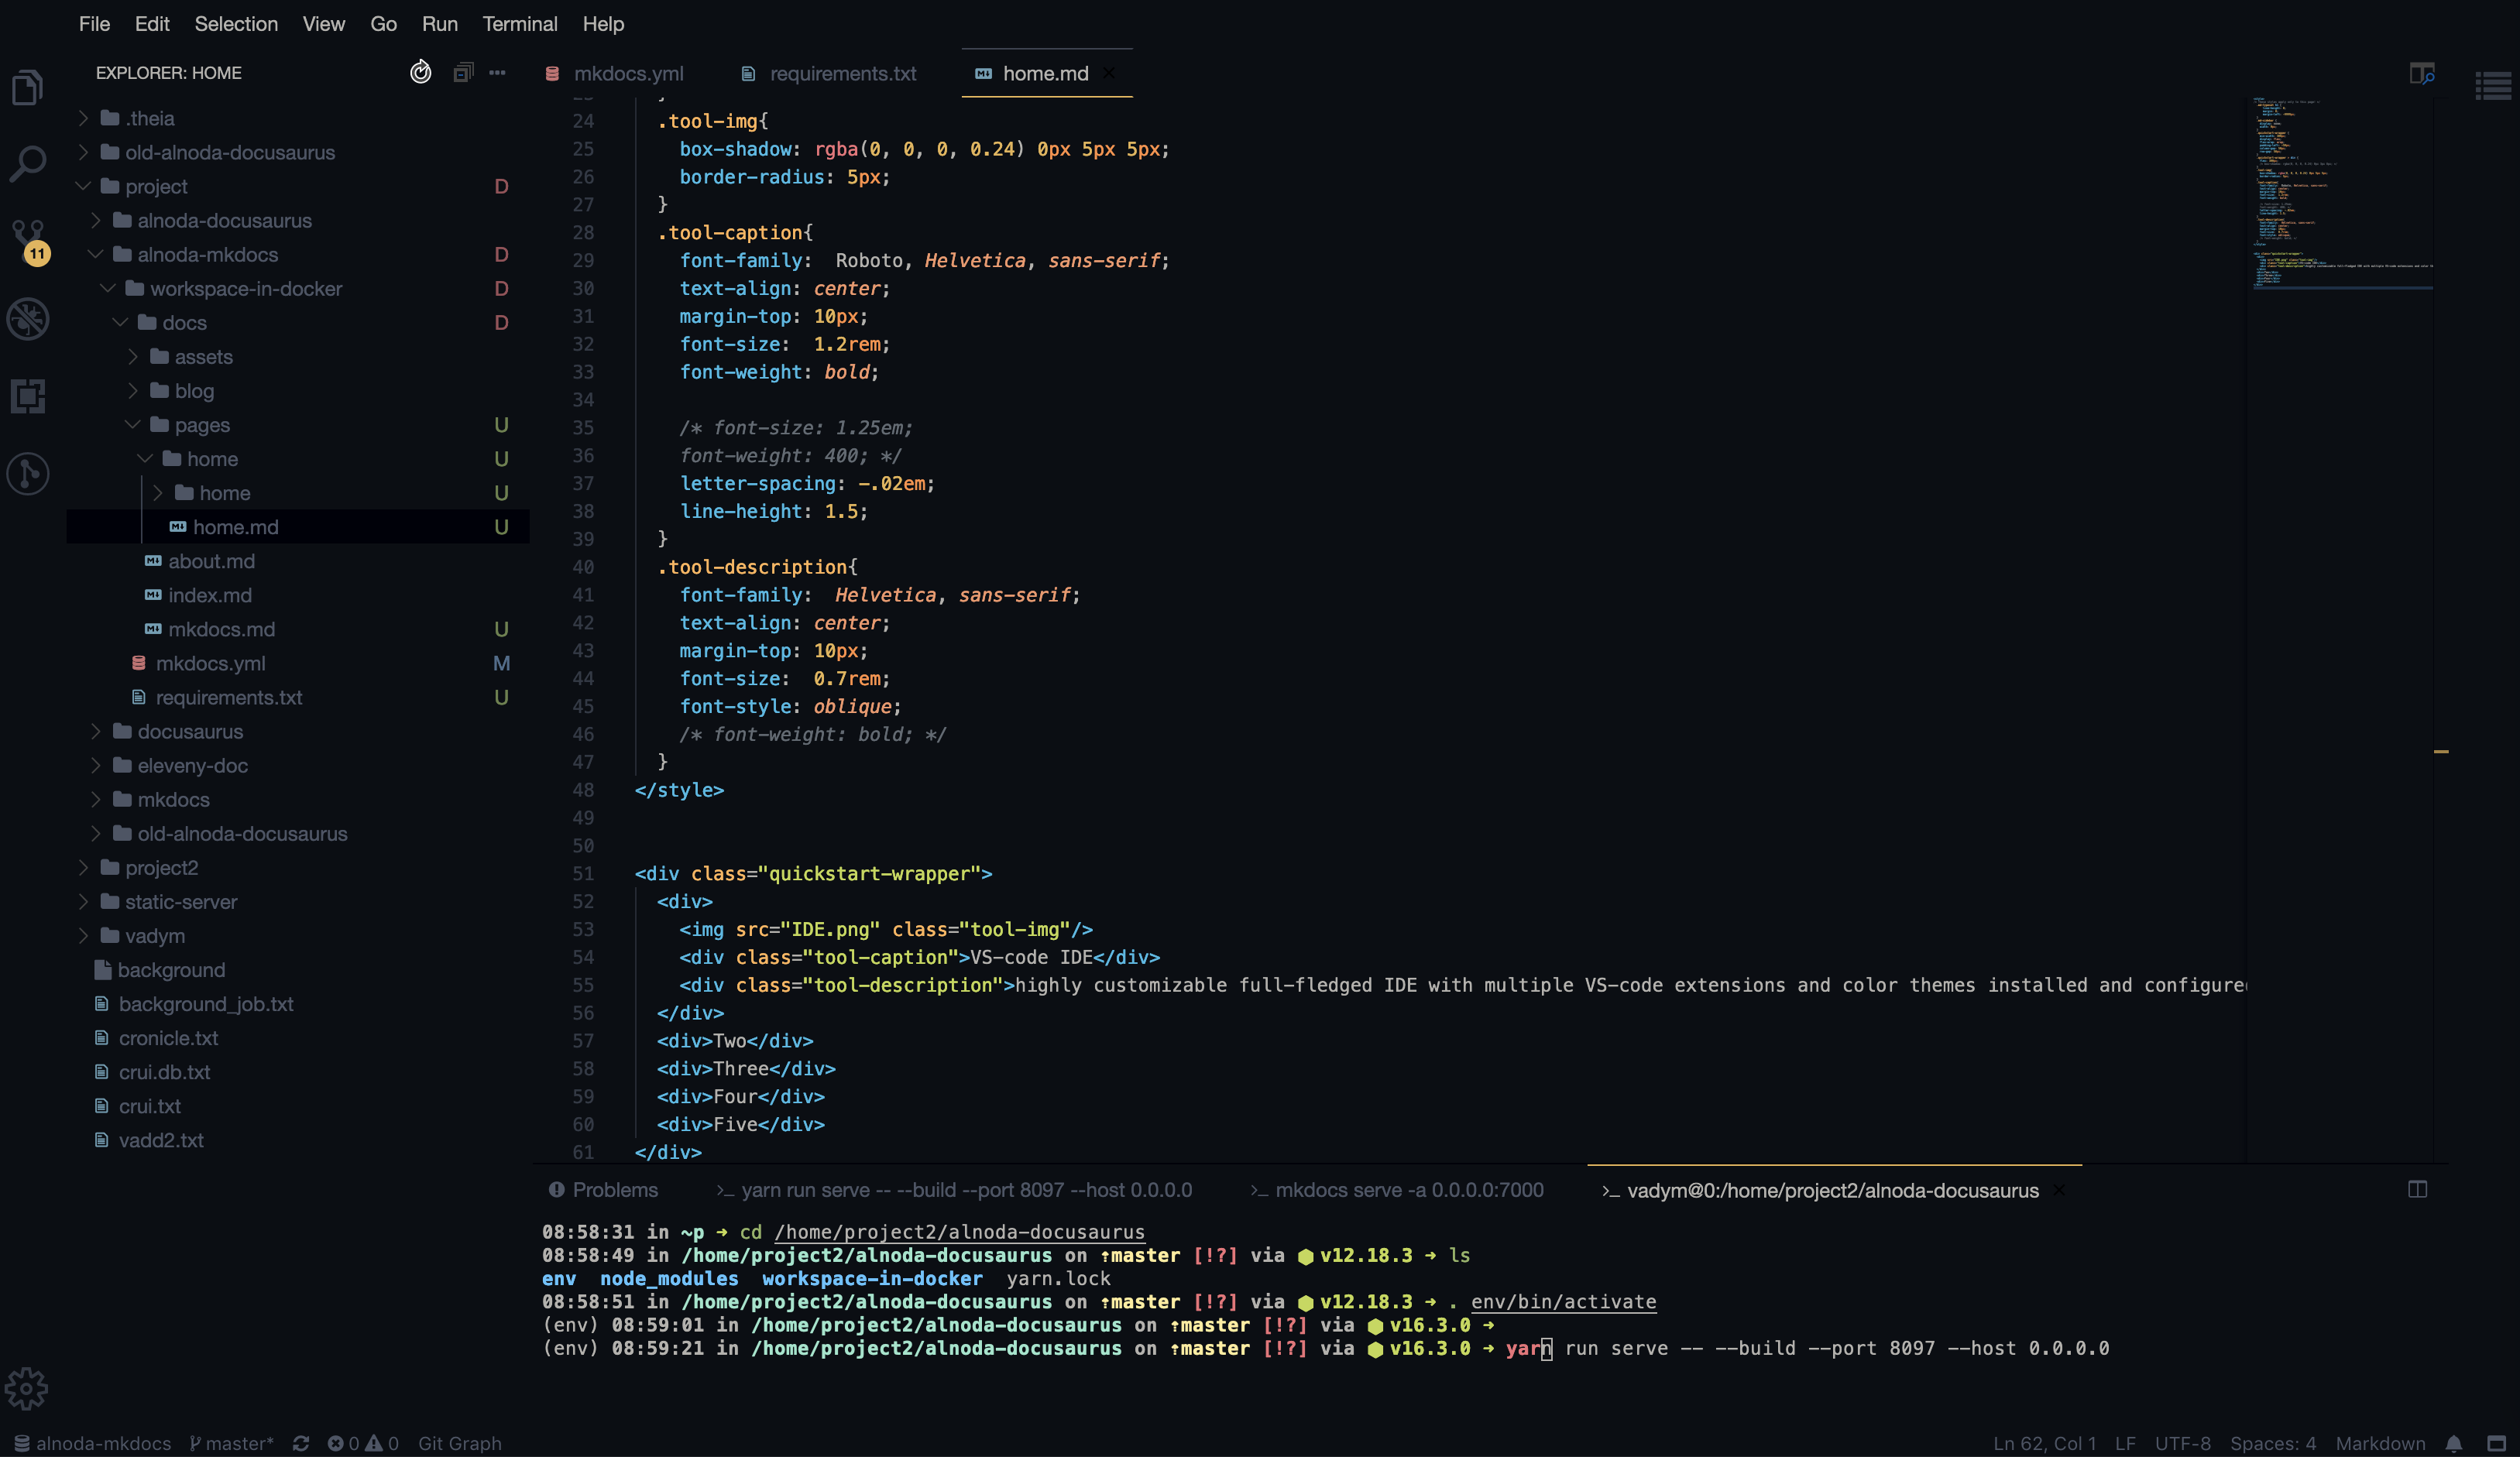 File Edit Selection View Go Run Terminal Help
EXPLORER: HOME
.theia
old-alnoda-docusaurus
project D
alnoda-docusaurus
alnoda-mkdocs D
workspace-in-docker D
docs D
assets
blog
pages U
home U
home U
home.md U
about.md
index.md
mkdocs.md U
mkdocs.yml M
requirements.txt U
docusaurus
eleveny-doc
mkdocs
old-alnoda-docusaurus
project2
static-server
vadym
background
background_job.txt
cronicle.txt
crui.db.txt
crui.txt
vadd2.txt
11
mkdocs.yml requirements.txt home.md
24 .tool-img{
25 box-shadow: rgba(0, 0, 0, 0.24) 0px 5px 5px;
26 border-radius: 5px;
27 }
28 .tool-caption{
29 font-family:  Roboto, Helvetica, sans-serif;
30 text-align: center;
31 margin-top: 10px;
32 font-size:  1.2rem;
33 font-weight: bold;
34
35 /* font-size: 1.25em;
36 font-weight: 400; */
37 letter-spacing: -.02em;
38 line-height: 1.5;
39 }
40 .tool-description{
41 font-family:  Helvetica, sans-serif;
42 text-align: center;
43 margin-top: 10px;
44 font-size:  0.7rem;
45 font-style: oblique;
46 /* font-weight: bold; */
47 }
48 </style>
49
50
51 <div class="quickstart-wrapper">
52 <div>
53 <img src="IDE.png" class="tool-img"/>
54 <div class="tool-caption">VS-code IDE</div>
55 <div class="tool-description">highly customizable full-fledged IDE with multiple VS-code extensions and color themes installed and configure
56 </div>
57 <div>Two</div>
58 <div>Three</div>
59 <div>Four</div>
60 <div>Five</div>
61 </div>
Problems >_ yarn run serve -- --build --port 8097 --host 0.0.0.0 >_ mkdocs serve -a 0.0.0.0:7000 >_ vadym@0:/home/project2/alnoda-docusaurus
08:58:31 in ~p → cd /home/project2/alnoda-docusaurus
08:58:49 in /home/project2/alnoda-docusaurus on ↑master [!?] via ⬢ v12.18.3 → ls
env node_modules workspace-in-docker yarn.lock
08:58:51 in /home/project2/alnoda-docusaurus on ↑master [!?] via ⬢ v12.18.3 → . env/bin/activate
(env) 08:59:01 in /home/project2/alnoda-docusaurus on ↑master [!?] via ⬢ v16.3.0 →
(env) 08:59:21 in /home/project2/alnoda-docusaurus on ↑master [!?] via ⬢ v16.3.0 → yarn run serve -- --build --port 8097 --host 0.0.0.0
alnoda-mkdocs master* 0 0 Git Graph Ln 62, Col 1 LF UTF-8 Spaces: 4 Markdown